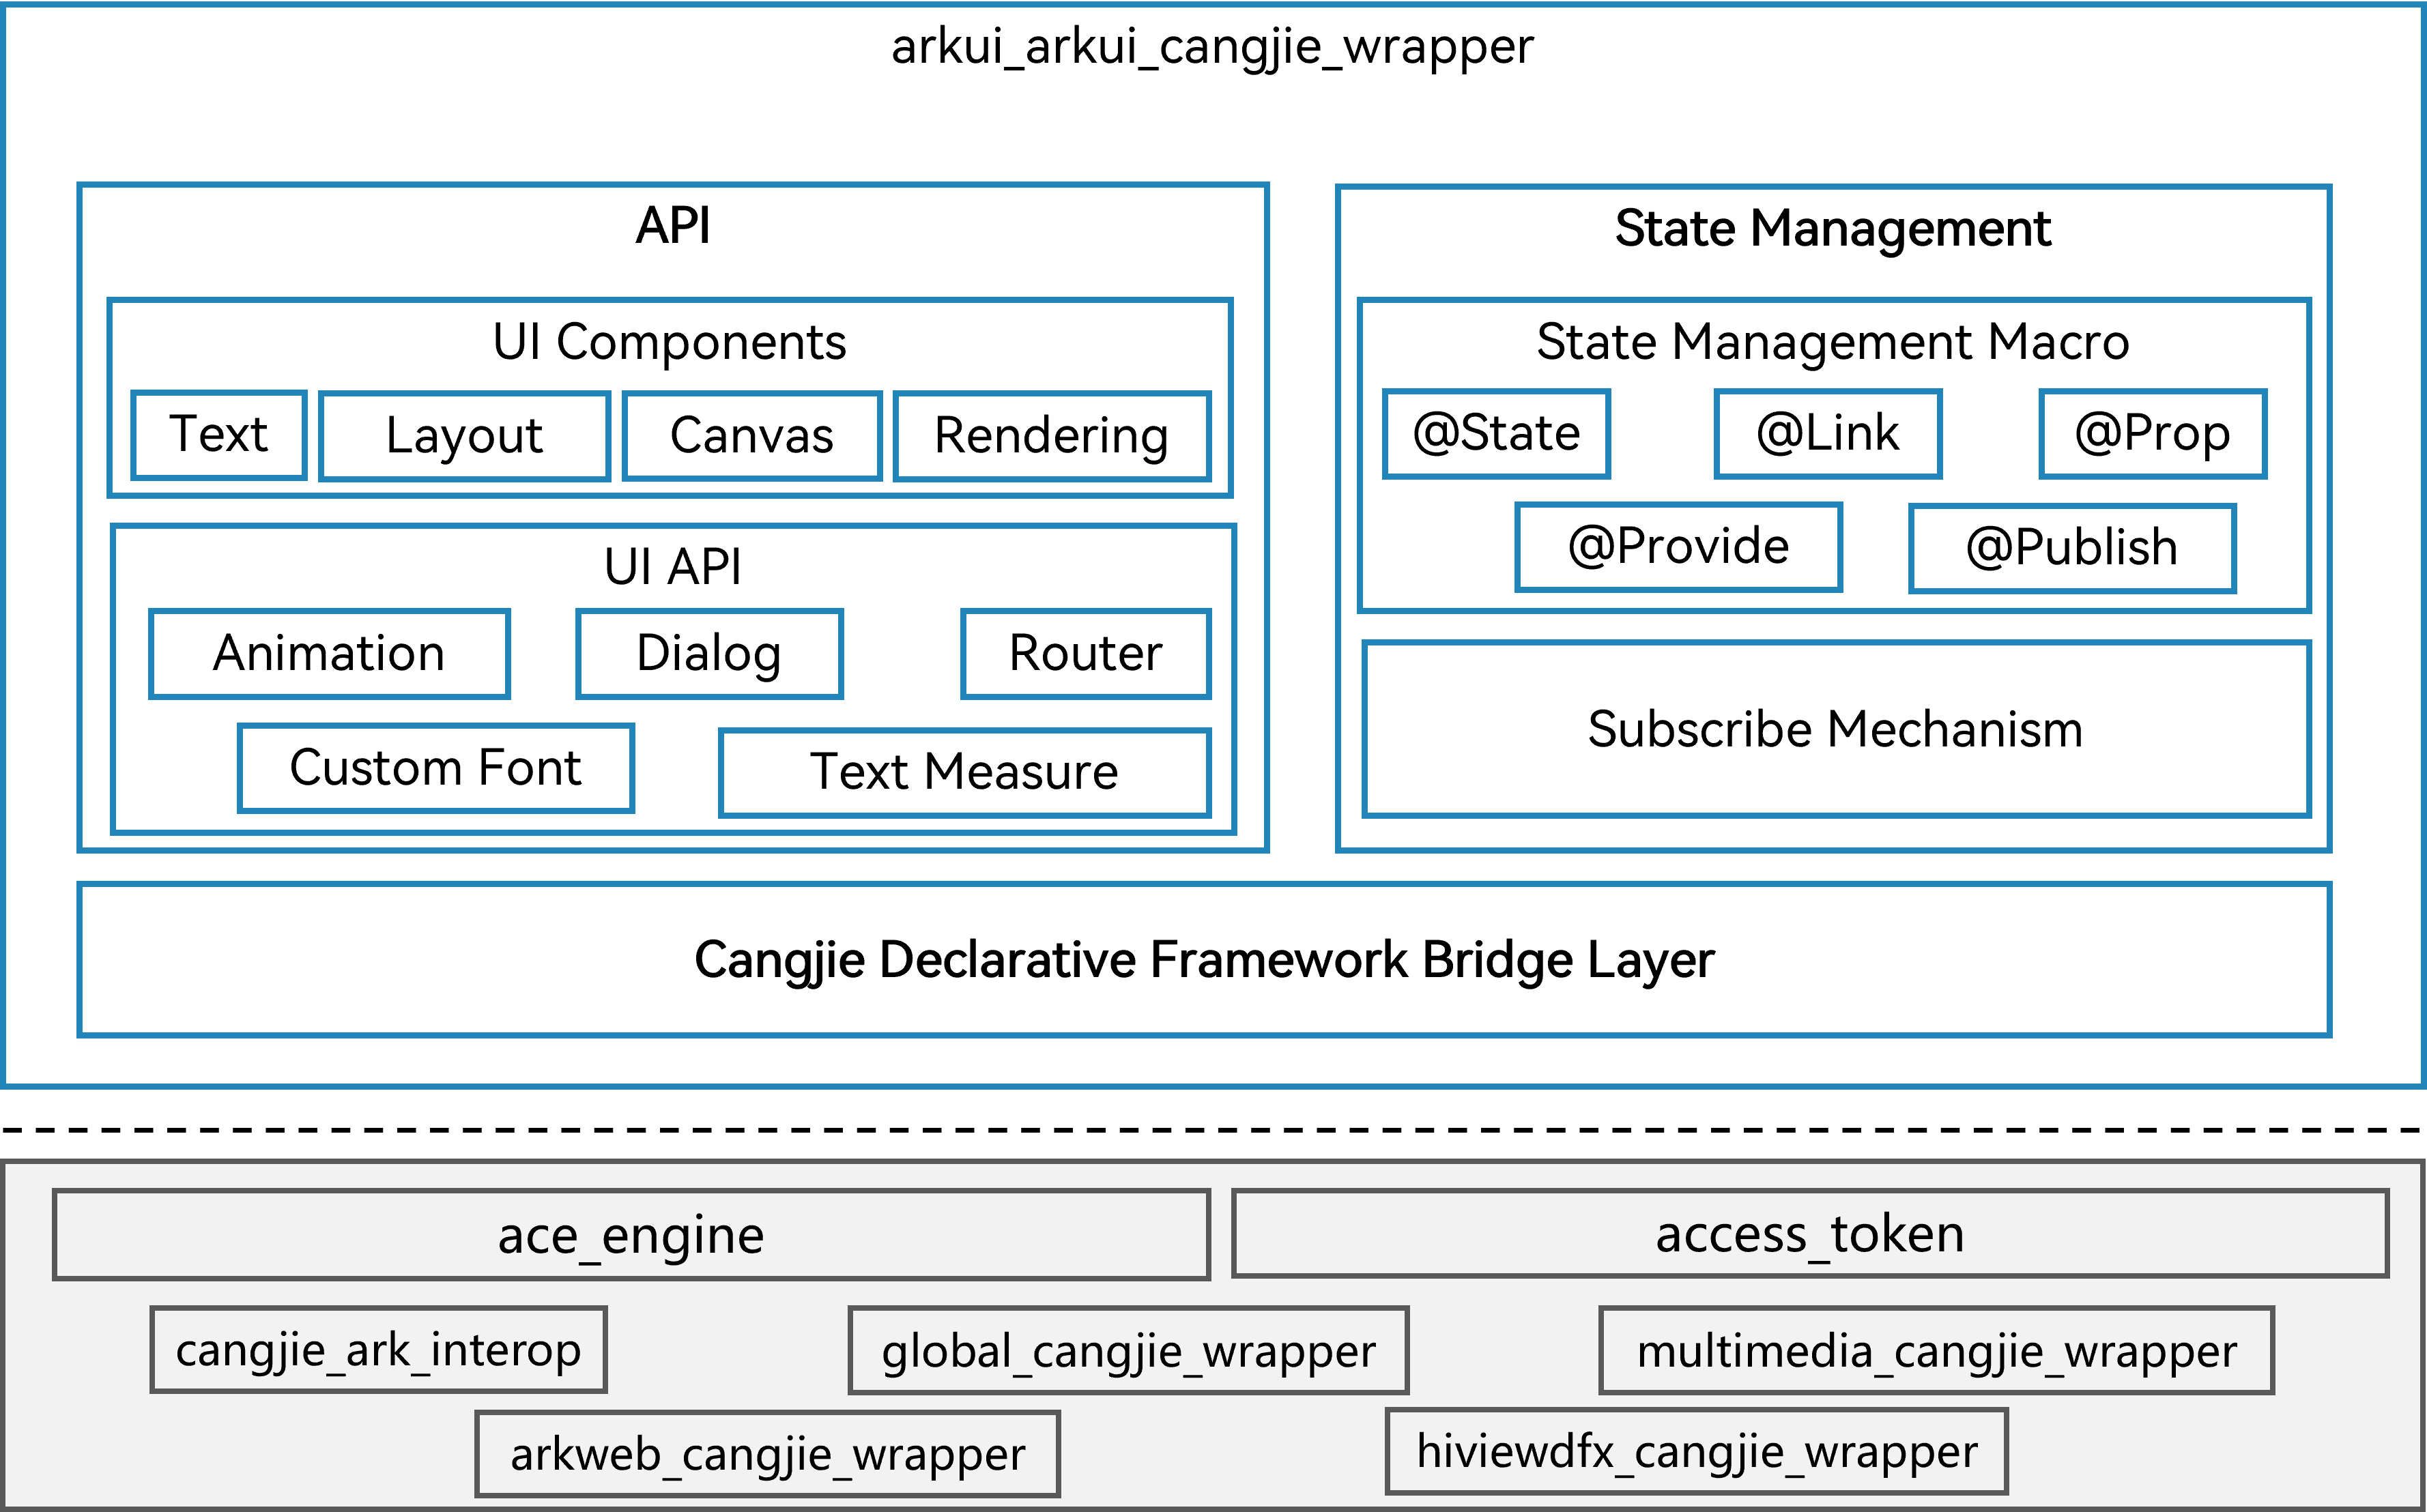 arkui_arkui_cangjie_wrapper
API
UI Components
Text
Layout
Canvas
Rendering
UI API
Animation
Dialog
Router
Custom Font
Text Measure
State Management
State Management Macro
@State
@Link
@Prop
@Provide
@Publish
Subscribe Mechanism
Cangjie Declarative Framework Bridge Layer
ace_engine
access_token
cangjie_ark_interop
global_cangjie_wrapper
multimedia_cangjie_wrapper
arkweb_cangjie_wrapper
hiviewdfx_cangjie_wrapper